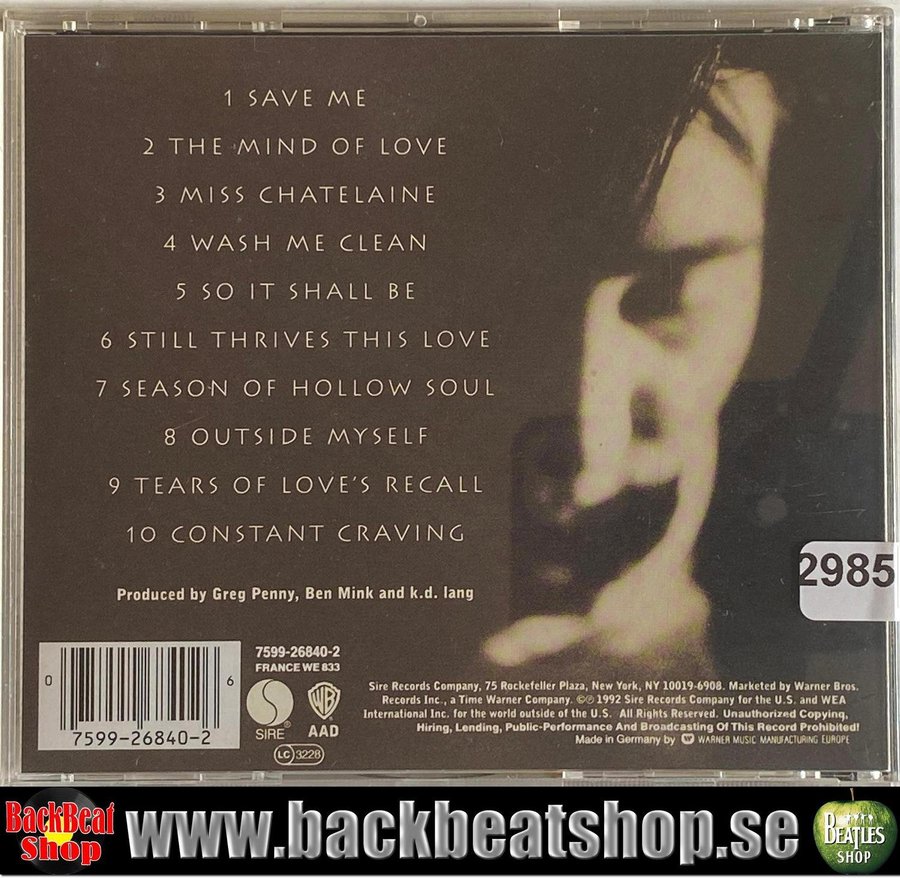 1 SAVE ME
2 THE MIND OF LOVE
3 MISS CHATELAINE
4 WASH ME CLEAN
5 SO IT SHALL BE
6 STILL THRIVES THIS LOVE
7 SEASON OF HOLLOW SOUL
8 OUTSIDE MYSELF
9 TEARS OF LOVE'S RECALL
10 CONSTANT CRAVING
2985
Produced by Greg Penny, Ben Mink and k.d. lang
0 6
7599-26840-2
7599-26840-2
FRANCE WE 833
SIRE®
WB
AAD
LC 3228
Sire Records Company, 75 Rockefeller Plaza, New York, NY 10019-6908. Marketed by Warner Bros.
Records Inc., a Time Warner Company. ©℗ 1992 Sire Records Company for the U.S. and WEA
International Inc. for the world outside of the U.S. All Rights Reserved. Unauthorized Copying,
Hiring, Lending, Public-Performance And Broadcasting Of This Record Prohibited!
Made in Germany by WARNER MUSIC MANUFACTURING EUROPE
BackBeat
Shop
www.backbeatshop.se
BEATLES
SHOP